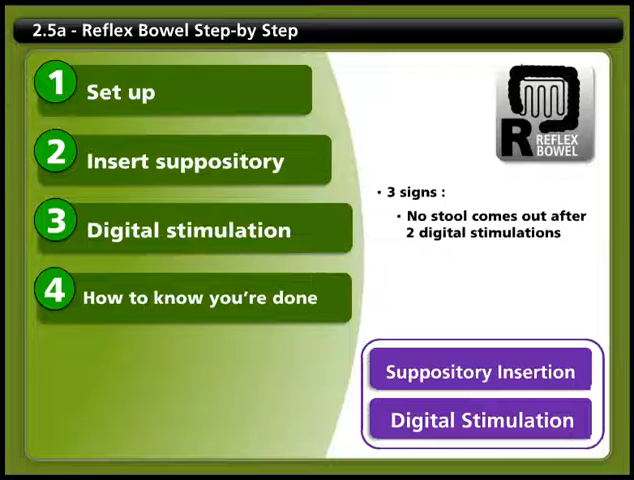 2.5a - Reflex Bowel Step-by Step
1
Set up
2
Insert suppository
3
Digital stimulation
4
How to know you're done
R REFLEX
BOWEL
• 3 signs :
• No stool comes out after
2 digital stimulations
Suppository Insertion
Digital Stimulation